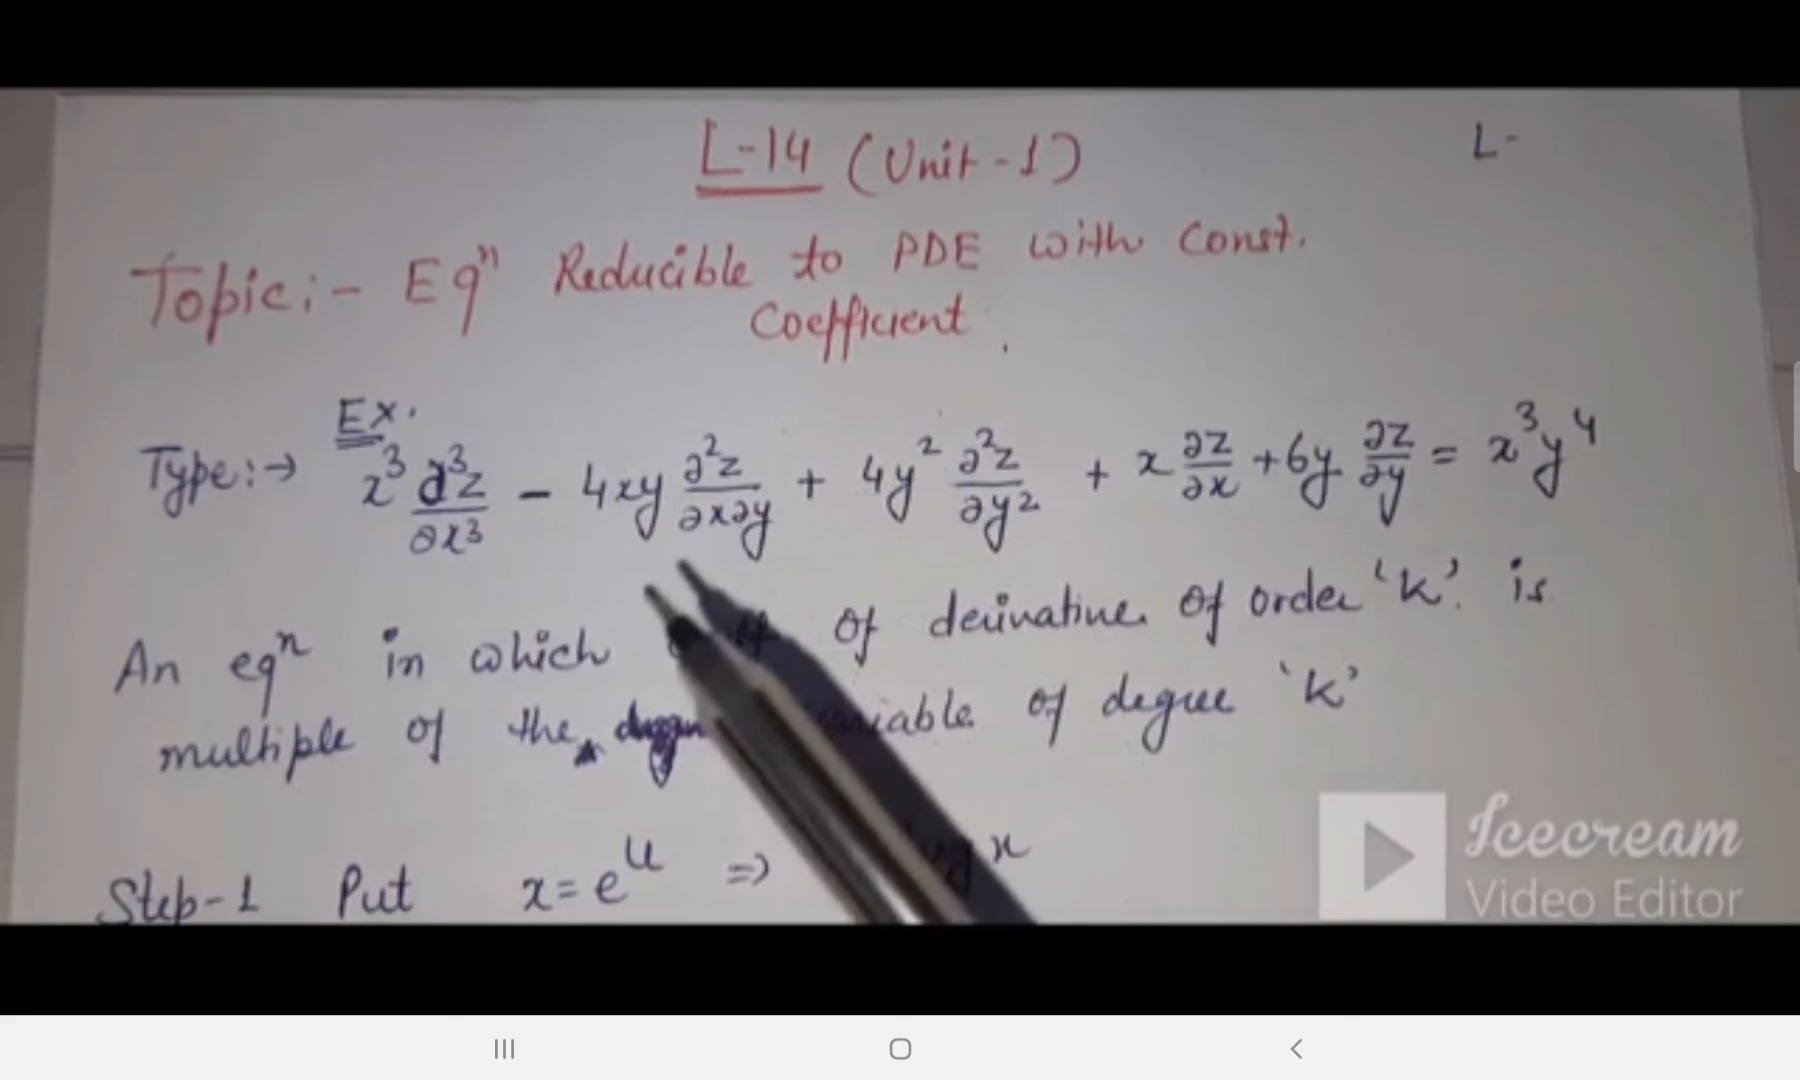 L-14 (Unit-1)
L-
Topic:- Eqⁿ Reducible to PDE with Const.
Coefficient.
Ex.
Type:→ x³ ∂³z/∂x³ - 4xy ∂²z/∂x∂y + 4y² ∂²z/∂y² + x ∂z/∂x + 6y ∂z/∂y = x³y⁴
An eqⁿ in which of derivative of order 'K' is
multiple of the variable of degree 'K'
Step-1 Put x = eᵘ ⇒ x
Icecream
Video Editor